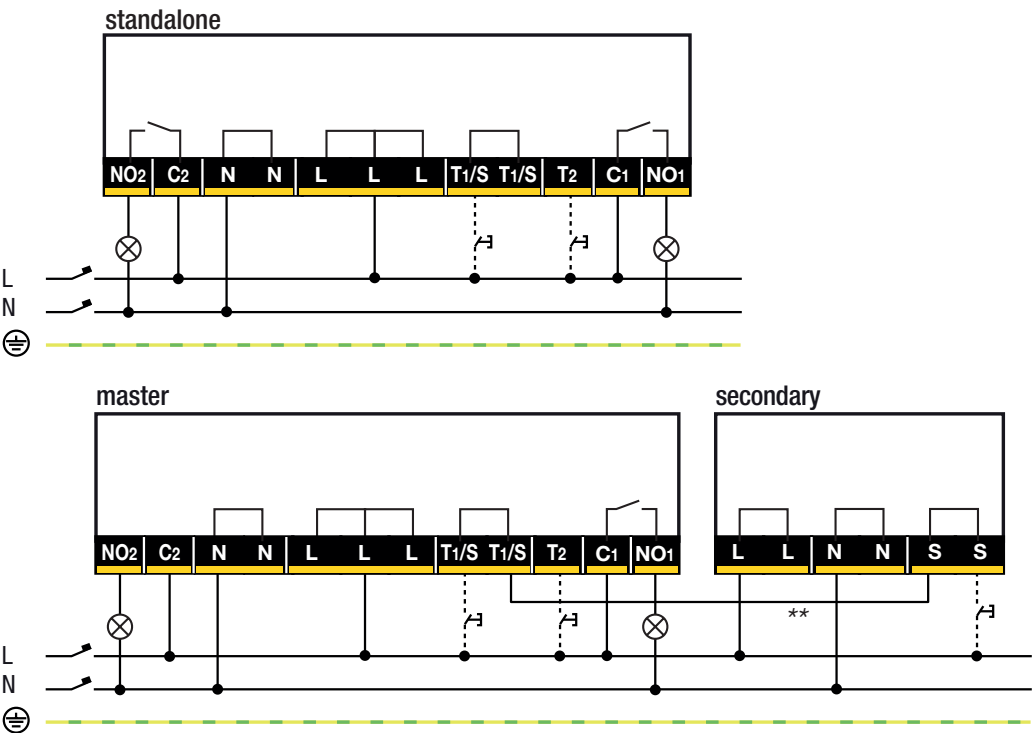 standalone
NO2 C2 N N L L L T1/S T1/S T2 C1 NO1
L
N
master
secondary
NO2 C2 N N L L L T1/S T1/S T2 C1 NO1
L L N N S S
**
L
N